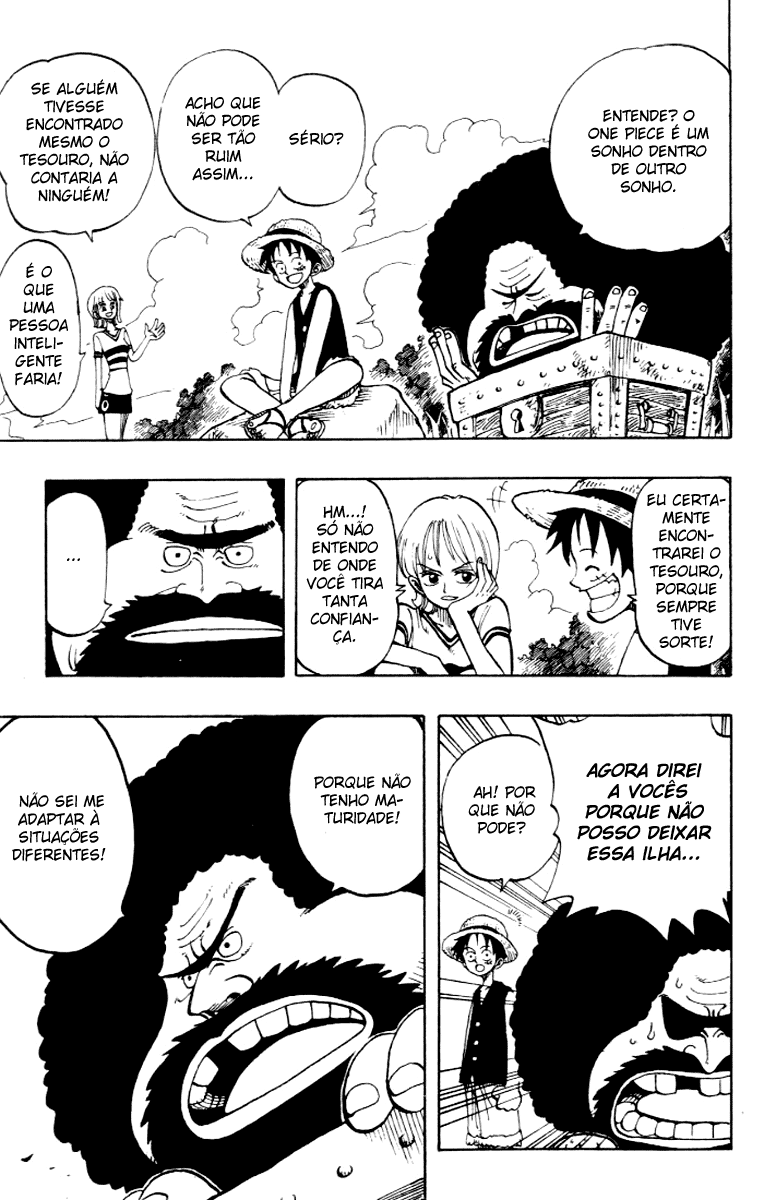 ENTENDE? O
ONE PIECE É UM
SONHO DENTRO
DE OUTRO
SONHO.
SÉRIO?
ACHO QUE
NÃO PODE
SER TÃO
RUIM
ASSIM...
SE ALGUÉM
TIVESSE
ENCONTRADO
MESMO O
TESOURO, NÃO
CONTARIA A
NINGUÉM!
É O
QUE UMA
PESSOA
INTELI-
GENTE
FARIA!
EU CERTA-
MENTE
ENCON-
TRAREI O
TESOURO,
PORQUE
SEMPRE
TIVE
SORTE!
HM...!
SÓ NÃO
ENTENDO
DE ONDE
VOCÊ TIRA
TANTA
CONFIAN-
ÇA.
...
AGORA DIREI
A VOCÊS
PORQUE NÃO
POSSO DEIXAR
ESSA ILHA...
AH! POR
QUE NÃO
PODE?
PORQUE NÃO
TENHO MA-
TURIDADE!
NÃO SEI ME
ADAPTAR À
SITUAÇÕES
DIFERENTES!